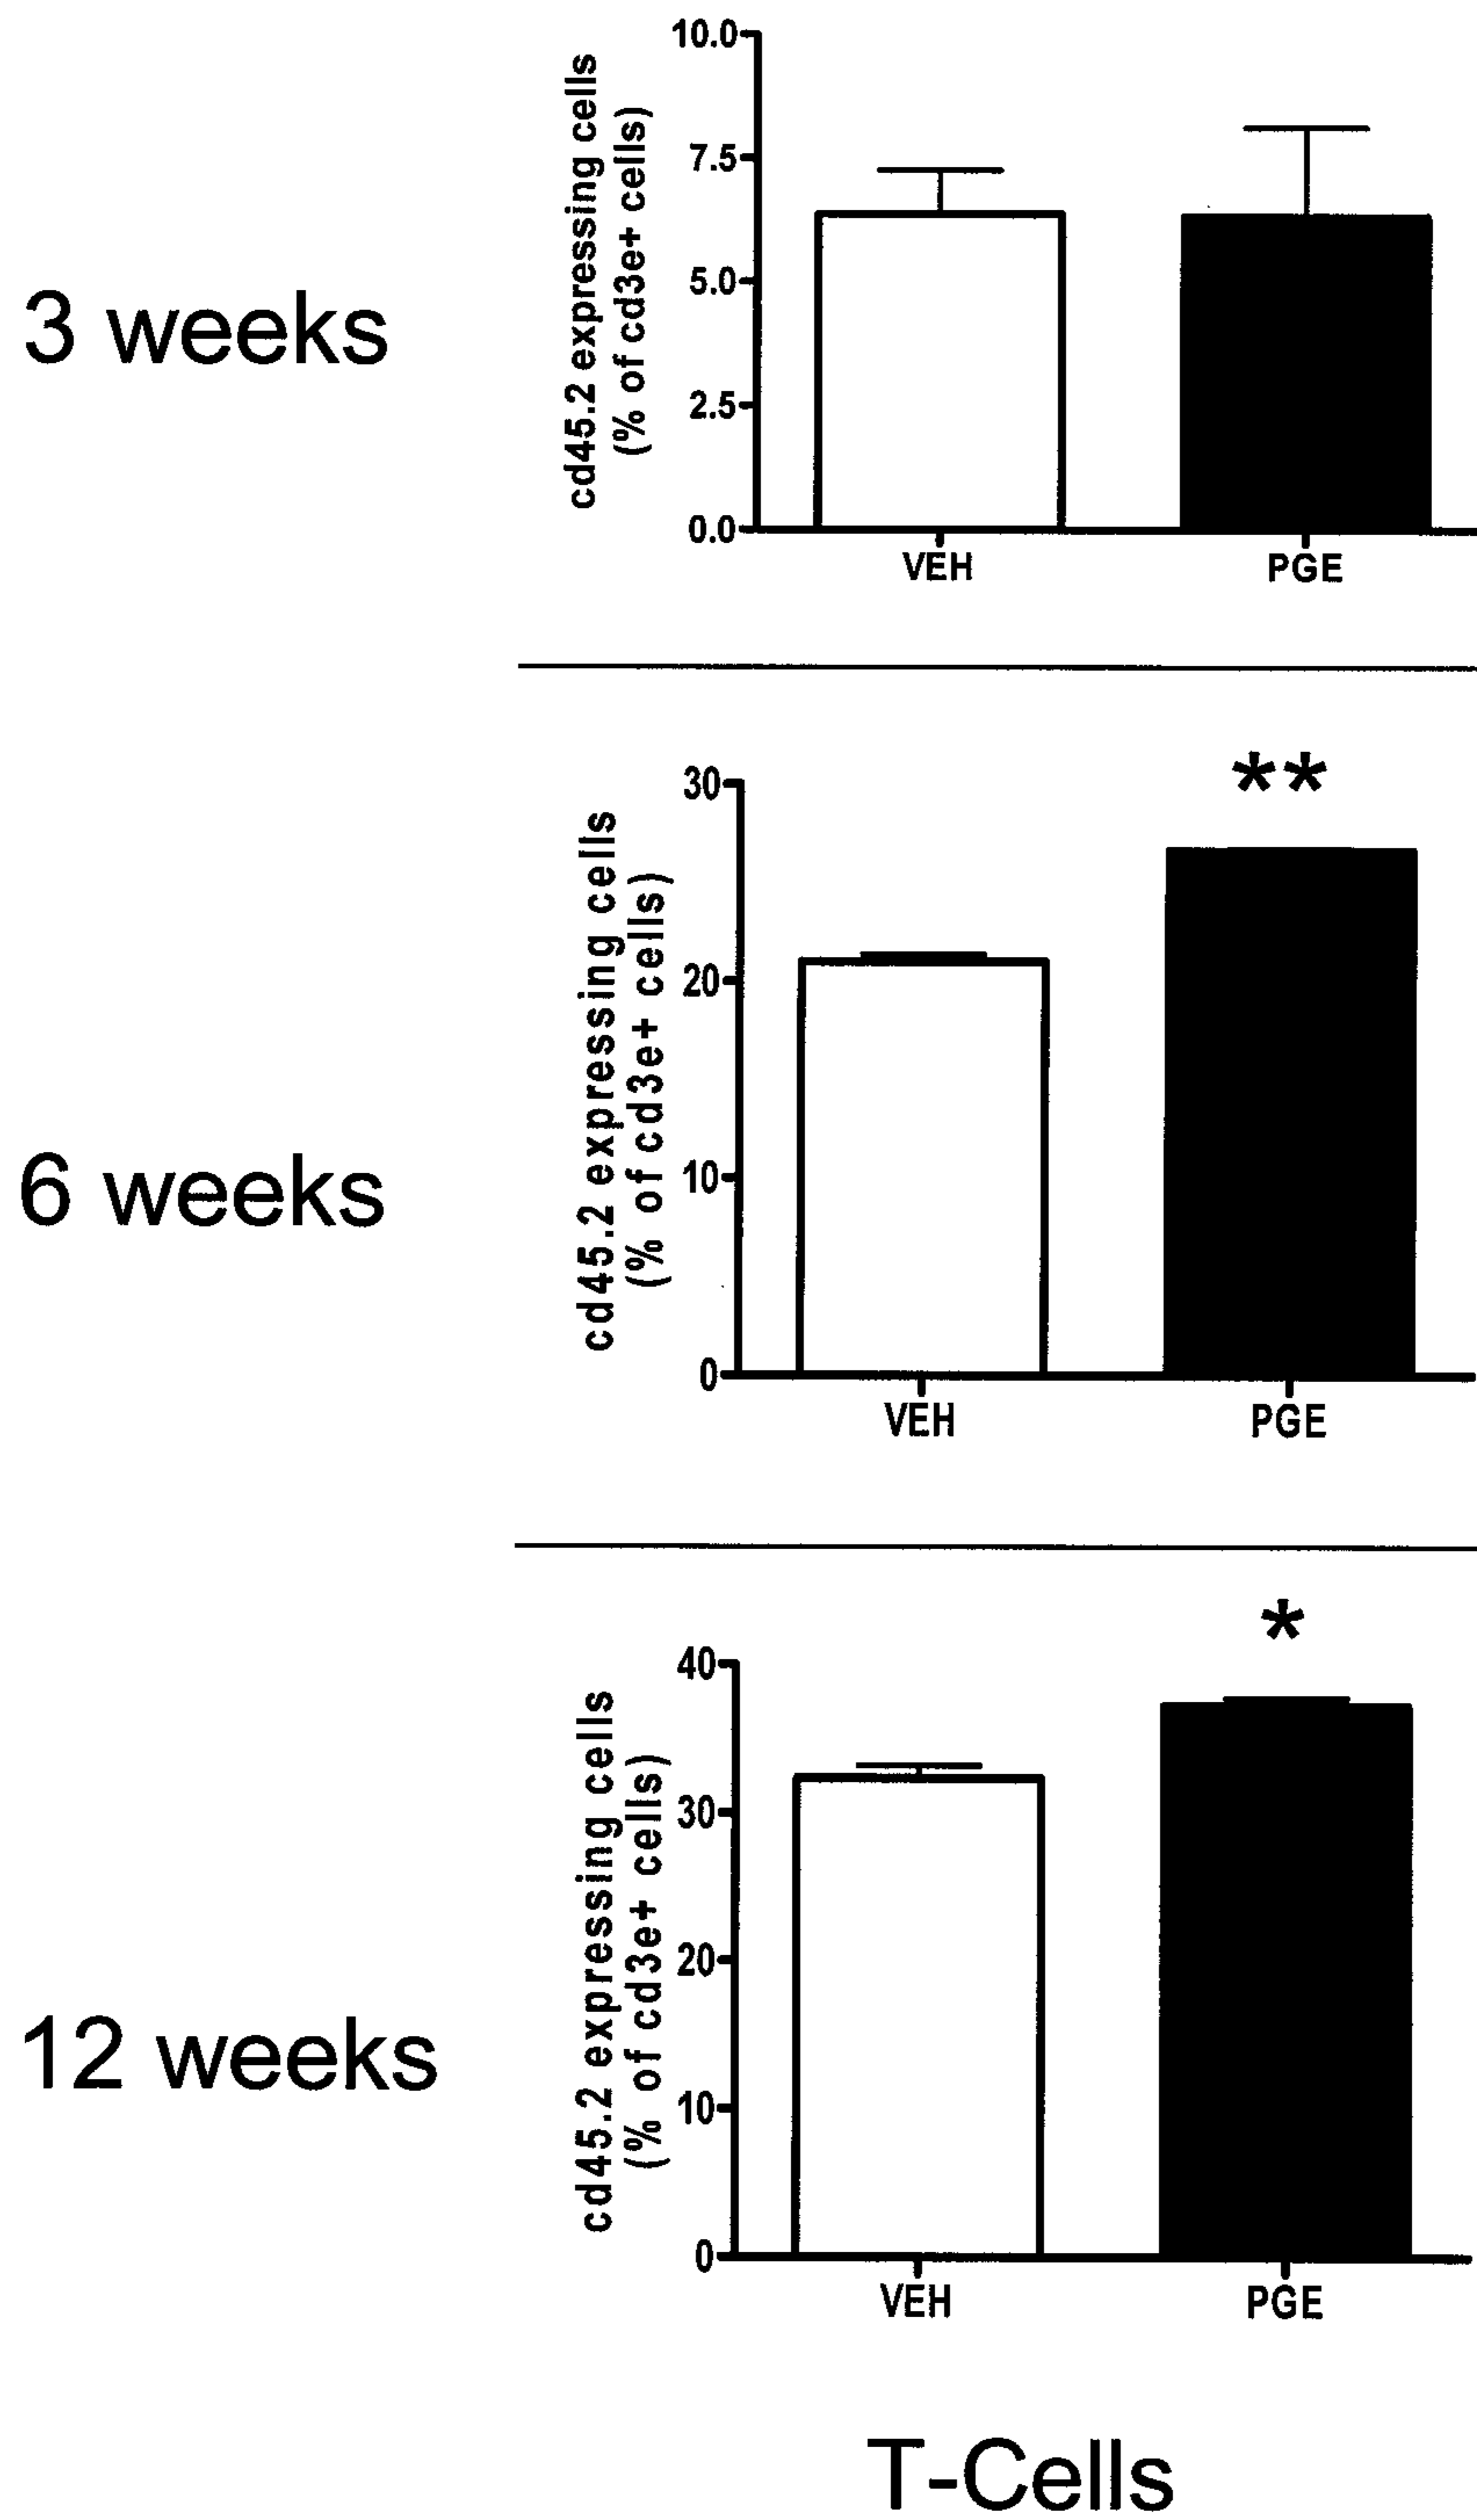 3 weeks
cd45.2 expressing cells
(% of cd3e+ cells)
10.0
7.5
5.0
2.5
0.0
VEH PGE
6 weeks
cd45.2 expressing cells
(% of cd3e+ cells)
30
20
10
0
**
VEH PGE
12 weeks
cd45.2 expressing cells
(% of cd3e+ cells)
40
30
20
10
0
*
VEH PGE
T-Cells